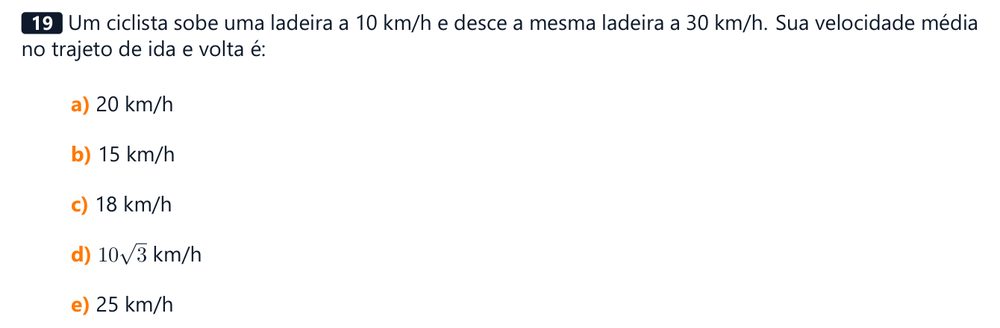 19 Um ciclista sobe uma ladeira a 10 km/h e desce a mesma ladeira a 30 km/h. Sua velocidade média
no trajeto de ida e volta é:
a) 20 km/h
b) 15 km/h
c) 18 km/h
d) 10√3 km/h
e) 25 km/h